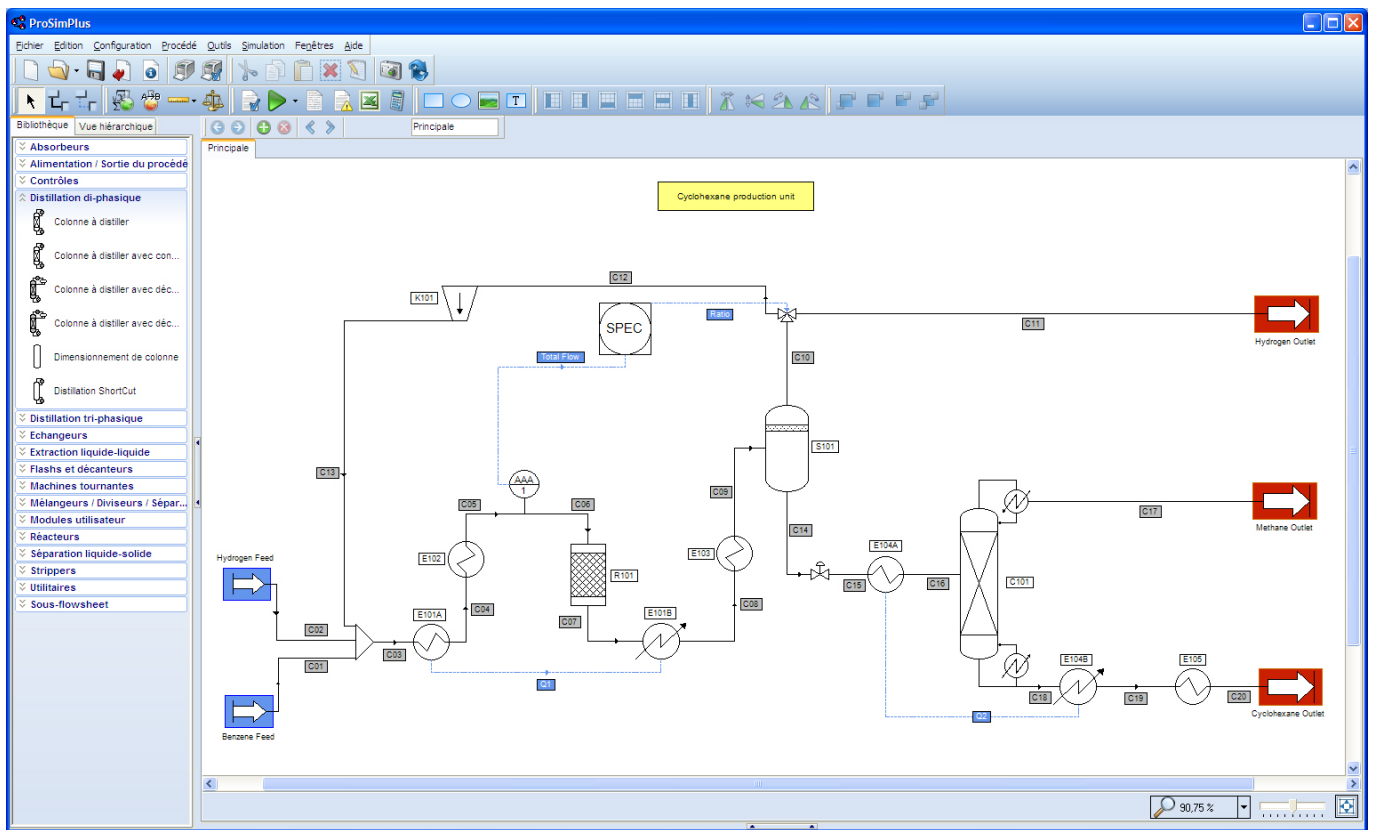 ProSimPlus
Fichier Edition Configuration Procédé Outils Simulation Fenêtres Aide
Bibliothèque Vue hiérarchique
Principale
Principale
Absorbeurs
Alimentation / Sortie du procédé
Contrôles
Distillation di-phasique
Colonne à distiller
Colonne à distiller avec con...
Colonne à distiller avec déc...
Colonne à distiller avec déc...
Dimensionnement de colonne
Distillation ShortCut
Distillation tri-phasique
Echangeurs
Extraction liquide-liquide
Flashs et décanteurs
Machines tournantes
Mélangeurs / Diviseurs / Sépar...
Modules utilisateur
Réacteurs
Séparation liquide-solide
Strippers
Utilitaires
Sous-flowsheet
Cyclohexane production unit
C12
K101
SPEC
Ratio
C11
Hydrogen Outlet
Total Flow
C10
S101
C13
AAA
1
C05
C06
C09
C14
C17
Methane Outlet
Hydrogen Feed
E102
R101
E103
E104A
C15
C16
C101
C02
E101A
C04
C07
E101B
C08
C01
C03
Q1
E104B
E105
C18
C19
C20
Q2
Benzene Feed
Cyclohexane Outlet
90,75 %